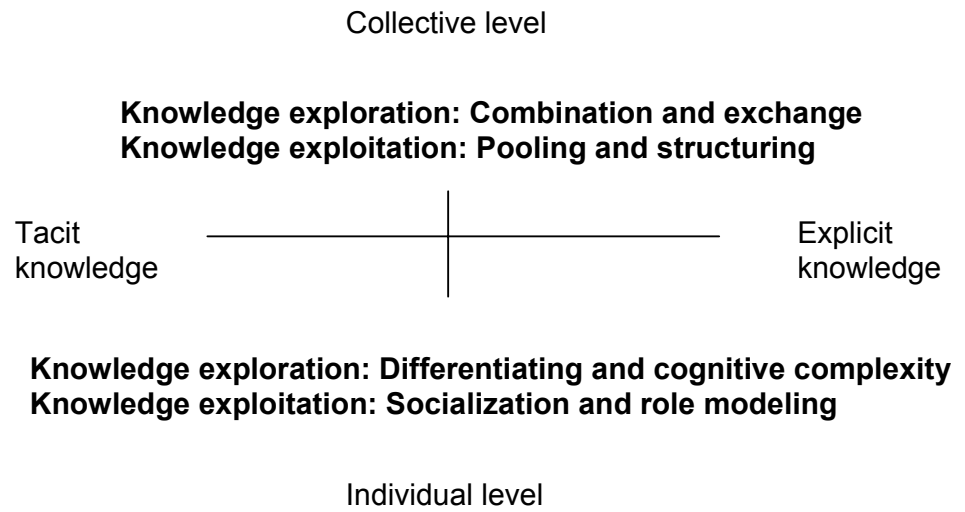 Collective level
Knowledge exploration: Combination and exchange
Knowledge exploitation: Pooling and structuring
Tacit
knowledge
Explicit
knowledge
Knowledge exploration: Differentiating and cognitive complexity
Knowledge exploitation: Socialization and role modeling
Individual level